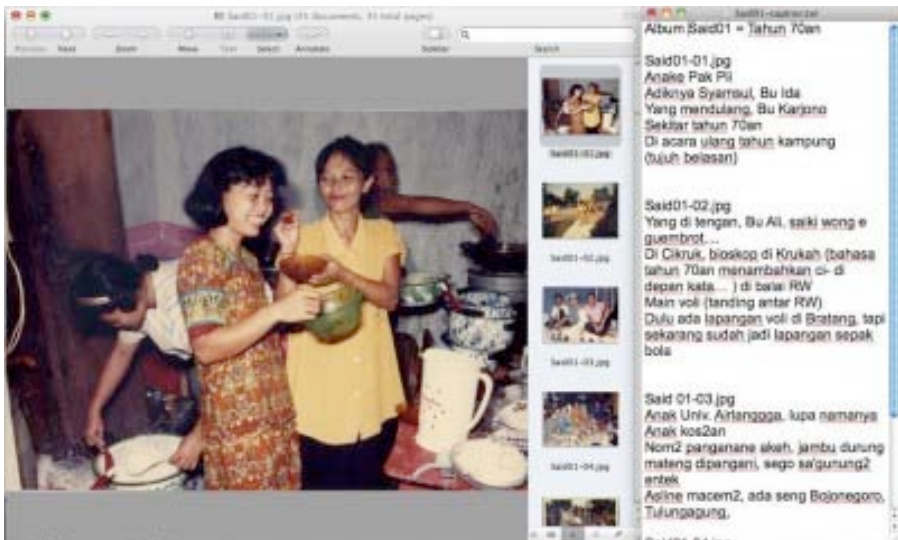 Said01-01.jpg (31 documents, 31 total pages)
Previous Next Zoom Move Text Select Annotate Sidebar Search
Said01-01.jpg
Said01-02.jpg
Said01-03.jpg
Said01-04.jpg
Said01-caption.txt
Album Said01 = Tahun 70an
Said01-01.jpg
Anake Pak Pii
Adiknya Syamsul, Bu Ida
Yang mendulang, Bu Karjono
Sekitar tahun 70an
Di acara ulang tahun kampung
(tujuh belasan)
Said01-02.jpg
Yang di tengan, Bu Ali, saiki wong e
guembrot....
Di Cikruk, bioskop di Krukah (bahasa
tahun 70an menambahkan ci- di
depan kata... ) di balai RW
Main voli (tanding antar RW)
Dulu ada lapangan voli di Bratang, tapi
sekarang sudah jadi lapangan sepak
bola
Said 01-03.jpg
Anak Univ. Airlanggga, lupa namanya
Anak kos2an
Nom2 panganane akeh, jambu durung
mateng dipangani, sego sa'gunung2
entek
Asline macem2, ada seng Bojonegoro,
Tulungagung,